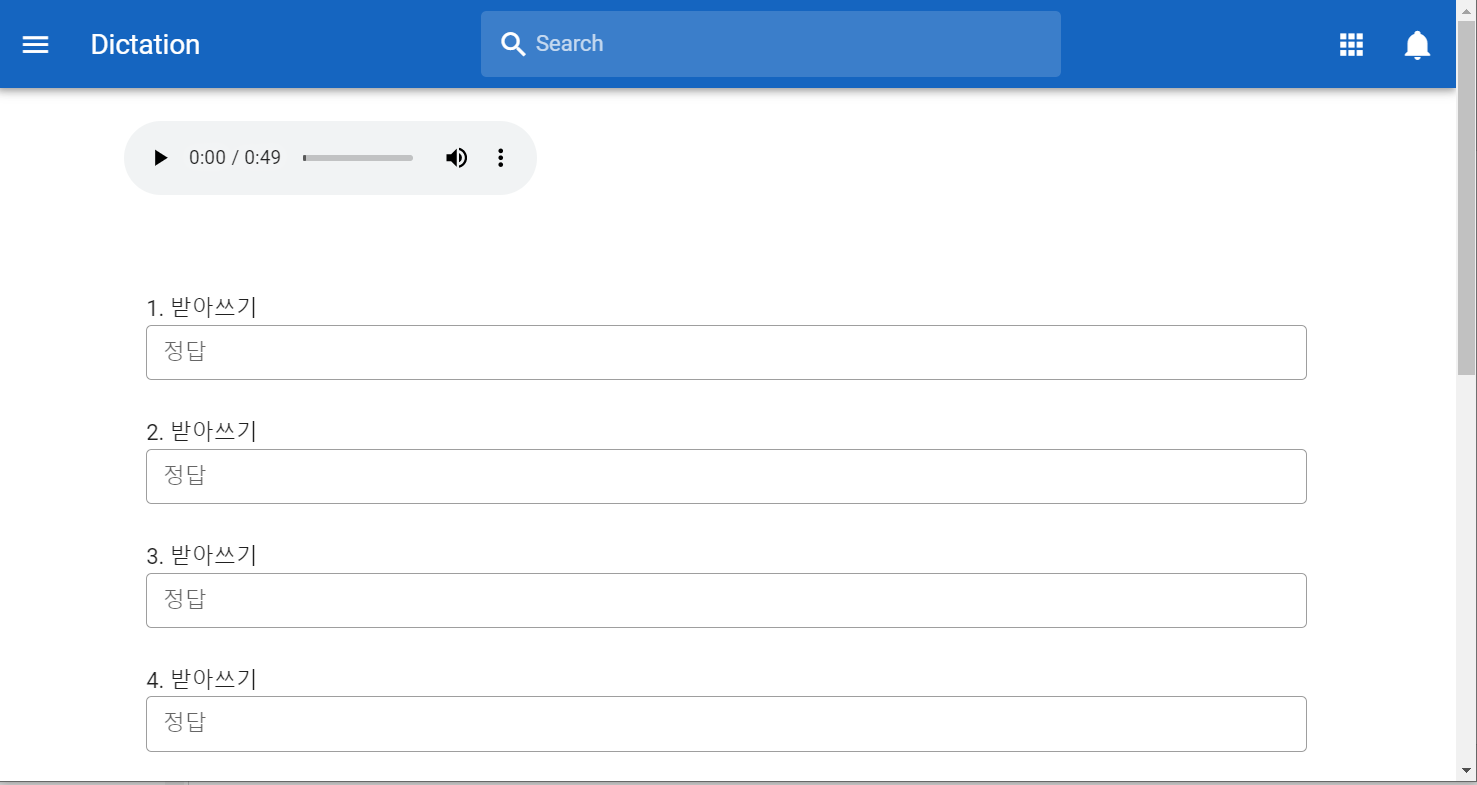 Dictation
Search
0:00 / 0:49
1. 받아쓰기
정답
2. 받아쓰기
정답
3. 받아쓰기
정답
4. 받아쓰기
정답